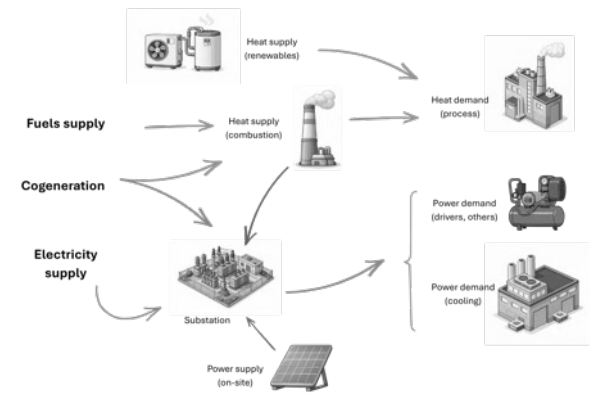 Heat supply
(renewables)
Heat demand
(process)
Fuels supply
Heat supply
(combustion)
Cogeneration
Power demand
(drivers, others)
Electricity
supply
Power demand
(cooling)
Substation
Power supply
(on-site)